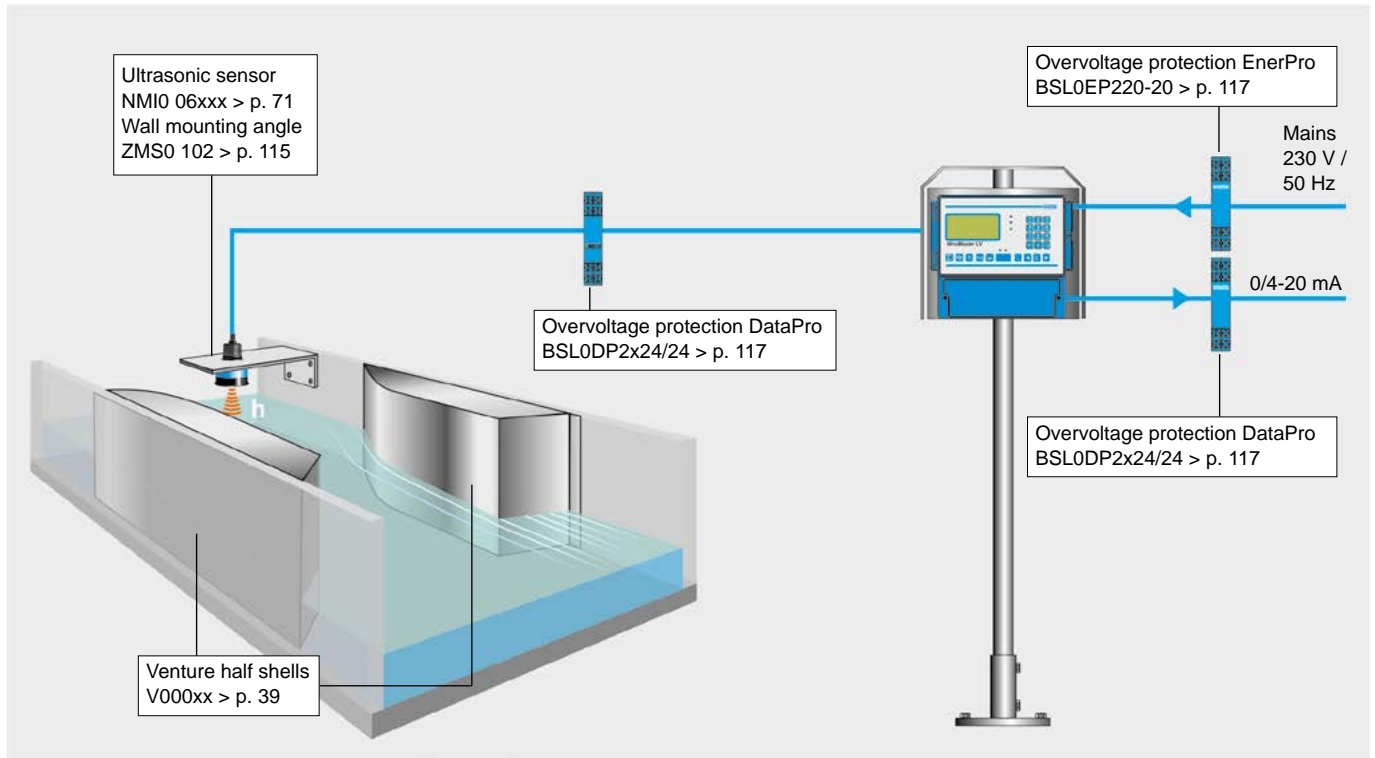 Ultrasonic sensor
NMI0 06xxx > p. 71
Wall mounting angle
ZMS0 102 > p. 115
Overvoltage protection EnerPro
BSL0EP220-20 > p. 117
Mains
230 V /
50 Hz
0/4-20 mA
Overvoltage protection DataPro
BSL0DP2x24/24 > p. 117
h
Overvoltage protection DataPro
BSL0DP2x24/24 > p. 117
Venture half shells
V000xx > p. 39